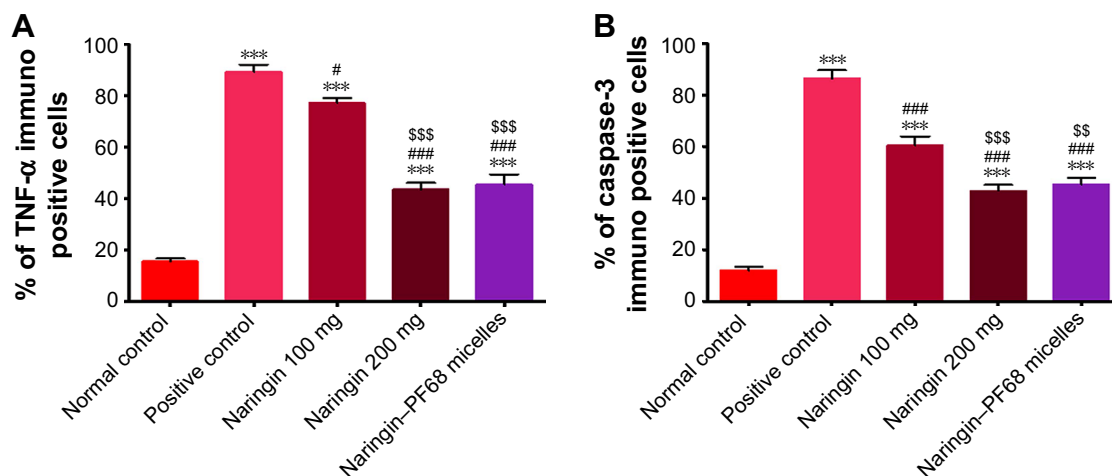 A
% of TNF-α immuno
positive cells
100
80
60
40
20
0
***
#
***
$$$
###
***
$$$
###
***
Normal control
Positive control
Naringin 100 mg
Naringin 200 mg
Naringin–PF68 micelles
B
% of caspase-3
immuno positive cells
100
80
60
40
20
0
***
###
***
$$$
###
***
$$
###
***
Normal control
Positive control
Naringin 100 mg
Naringin 200 mg
Naringin–PF68 micelles